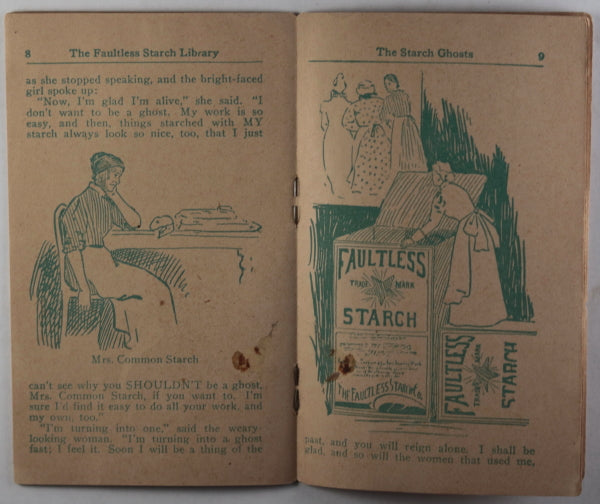 8 The Faultless Starch Library
as she stopped speaking, and the bright-faced
girl spoke up:
"Now, I'm glad I'm alive," she said. "I
don't want to be a ghost. My work is so
easy, and then, things starched with MY
starch always look so nice, too, that I just
Mrs. Common Starch
can't see why you SHOULDN'T be a ghost,
Mrs. Common Starch, if you want to. I'm
sure I'd find it easy to do all your work, and
my own, too."
"I'm turning into one," said the weary-
looking woman. "I'm turning into a ghost
fast; I feel it. Soon I will be a thing of the
The Starch Ghosts 9
FAULTLESS
TRADE MARK
STARCH
THE FAULTLESS STARCH Co.
FAULTLESS
TRADE MARK
STARCH
past, and you will reign alone. I shall be
glad, and so will the women that used me,